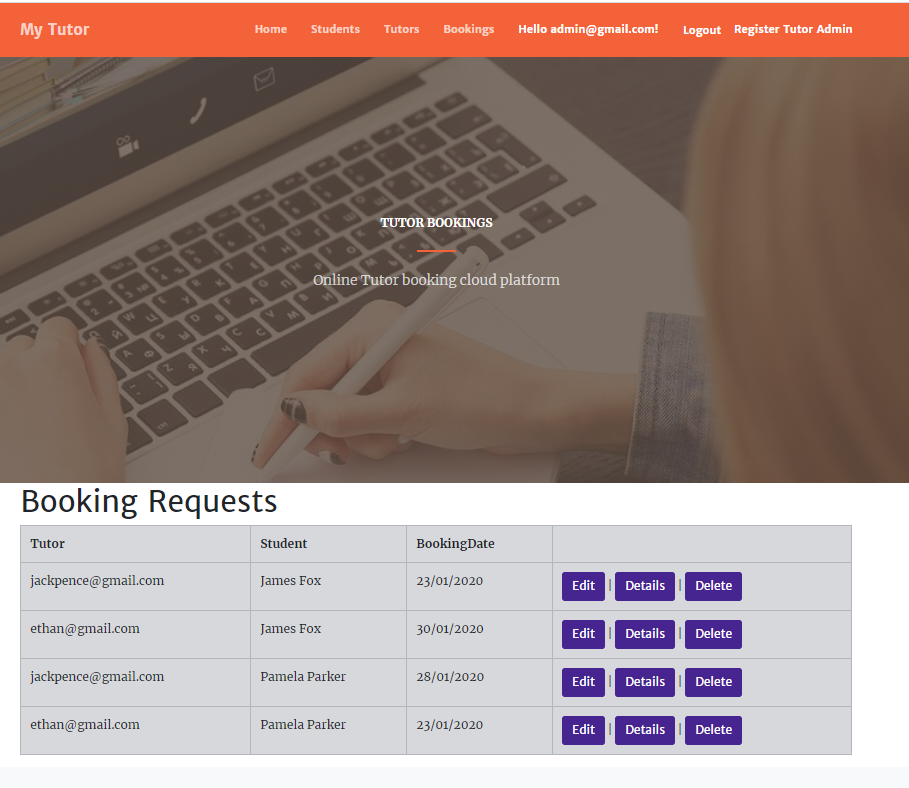 My Tutor Home Students Tutors Bookings Hello admin@gmail.com! Logout Register Tutor Admin
TUTOR BOOKINGS
Online Tutor booking cloud platform
Booking Requests
Tutor Student BookingDate
jackpence@gmail.com James Fox 23/01/2020 Edit | Details | Delete
ethan@gmail.com James Fox 30/01/2020 Edit | Details | Delete
jackpence@gmail.com Pamela Parker 28/01/2020 Edit | Details | Delete
ethan@gmail.com Pamela Parker 23/01/2020 Edit | Details | Delete